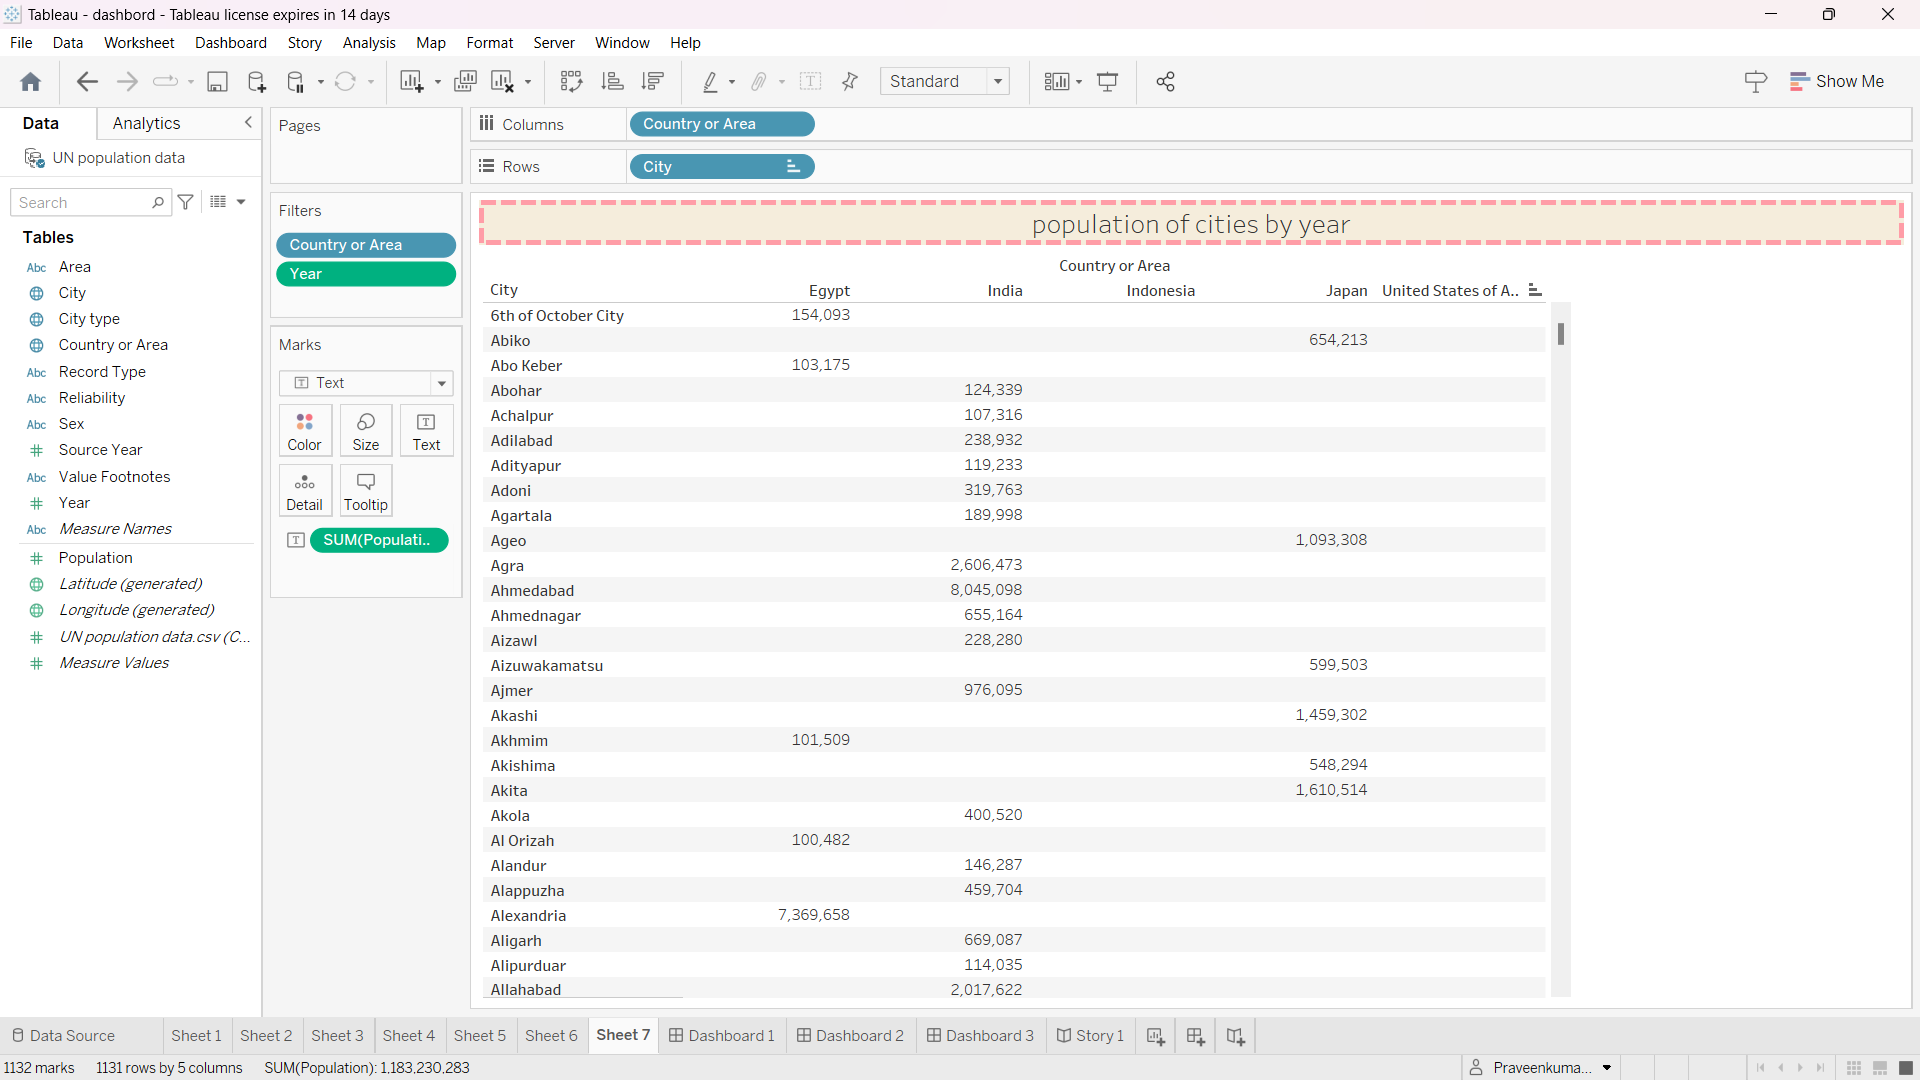 Tableau - dashbord - Tableau license expires in 14 days
File Data Worksheet Dashboard Story Analysis Map Format Server Window Help
Standard
Show Me
Data Analytics
UN population data
Search
Tables
Abc Area
City
City type
Country or Area
Abc Record Type
Abc Reliability
Abc Sex
Source Year
Abc Value Footnotes
Year
Abc Measure Names
Population
Latitude (generated)
Longitude (generated)
UN population data.csv (C...
Measure Values
Pages
Filters
Country or Area
Year
Marks
Text
Color Size Text
Detail Tooltip
SUM(Populati..
Columns Country or Area
Rows City
population of cities by year
Country or Area
City Egypt India Indonesia Japan United States of A..
6th of October City 154,093
Abiko 654,213
Abo Keber 103,175
Abohar 124,339
Achalpur 107,316
Adilabad 238,932
Adityapur 119,233
Adoni 319,763
Agartala 189,998
Ageo 1,093,308
Agra 2,606,473
Ahmedabad 8,045,098
Ahmednagar 655,164
Aizawl 228,280
Aizuwakamatsu 599,503
Ajmer 976,095
Akashi 1,459,302
Akhmim 101,509
Akishima 548,294
Akita 1,610,514
Akola 400,520
Al Orizah 100,482
Alandur 146,287
Alappuzha 459,704
Alexandria 7,369,658
Aligarh 669,087
Alipurduar 114,035
Allahabad 2,017,622
Data Source Sheet 1 Sheet 2 Sheet 3 Sheet 4 Sheet 5 Sheet 6 Sheet 7 Dashboard 1 Dashboard 2 Dashboard 3 Story 1
1132 marks 1131 rows by 5 columns SUM(Population): 1,183,230,283
Praveenkuma...